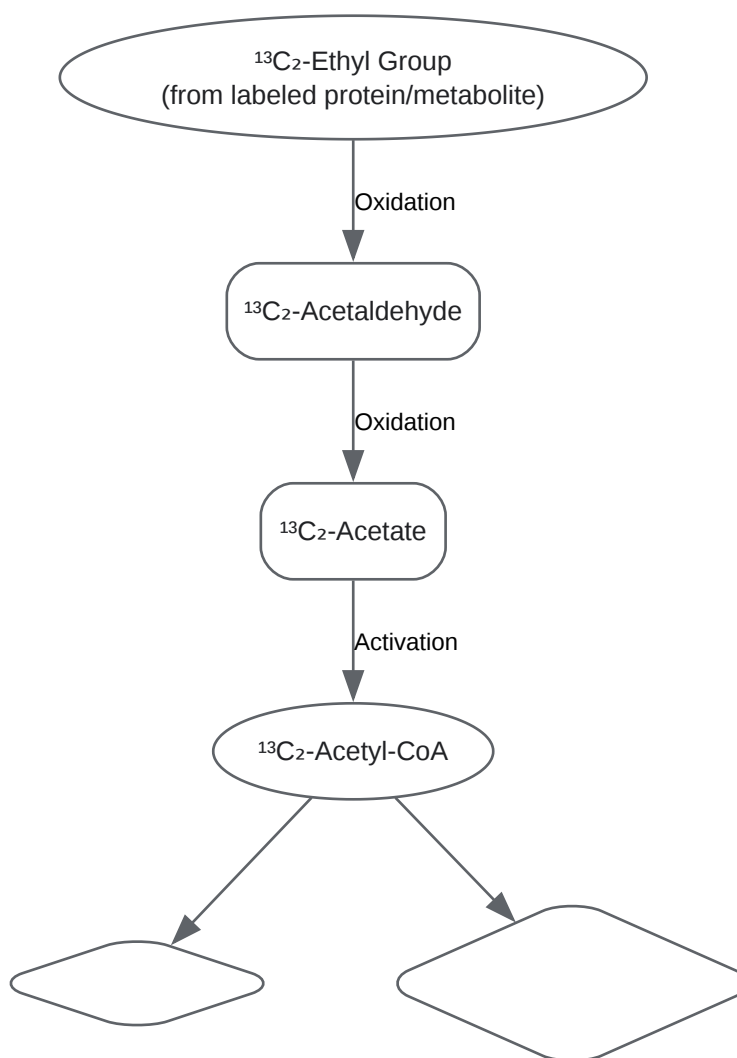 ¹³C₂-Ethyl Group
(from labeled protein/metabolite)
Oxidation
¹³C₂-Acetaldehyde
Oxidation
¹³C₂-Acetate
Activation
¹³C₂-Acetyl-CoA